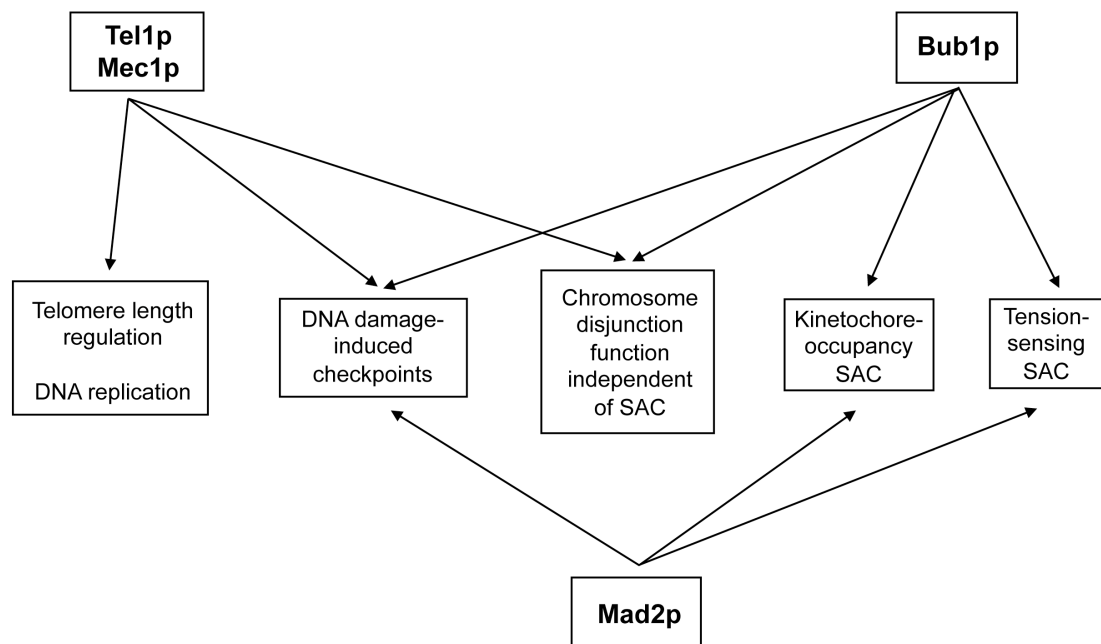 Tel1p
Mec1p
Bub1p
Telomere length
regulation
DNA replication
DNA damage-
induced
checkpoints
Chromosome
disjunction
function
independent
of SAC
Kinetochore-
occupancy
SAC
Tension-
sensing
SAC
Mad2p